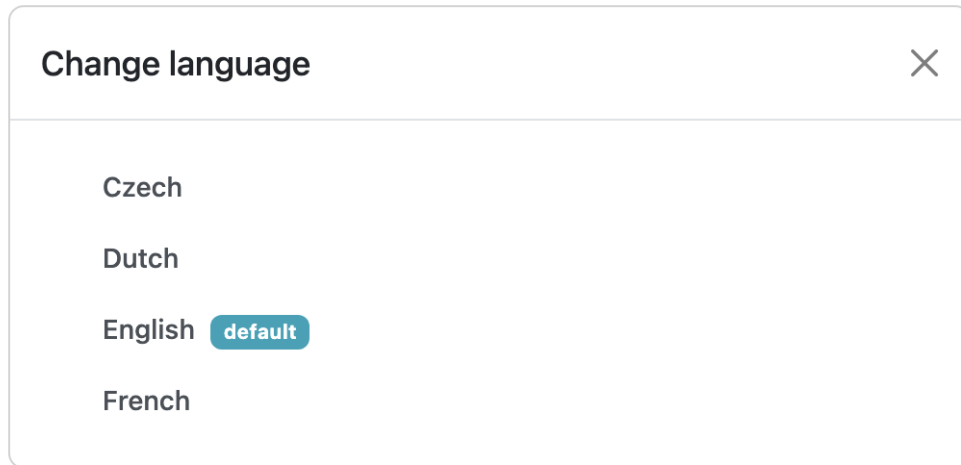 Change language
Czech
Dutch
English default
French